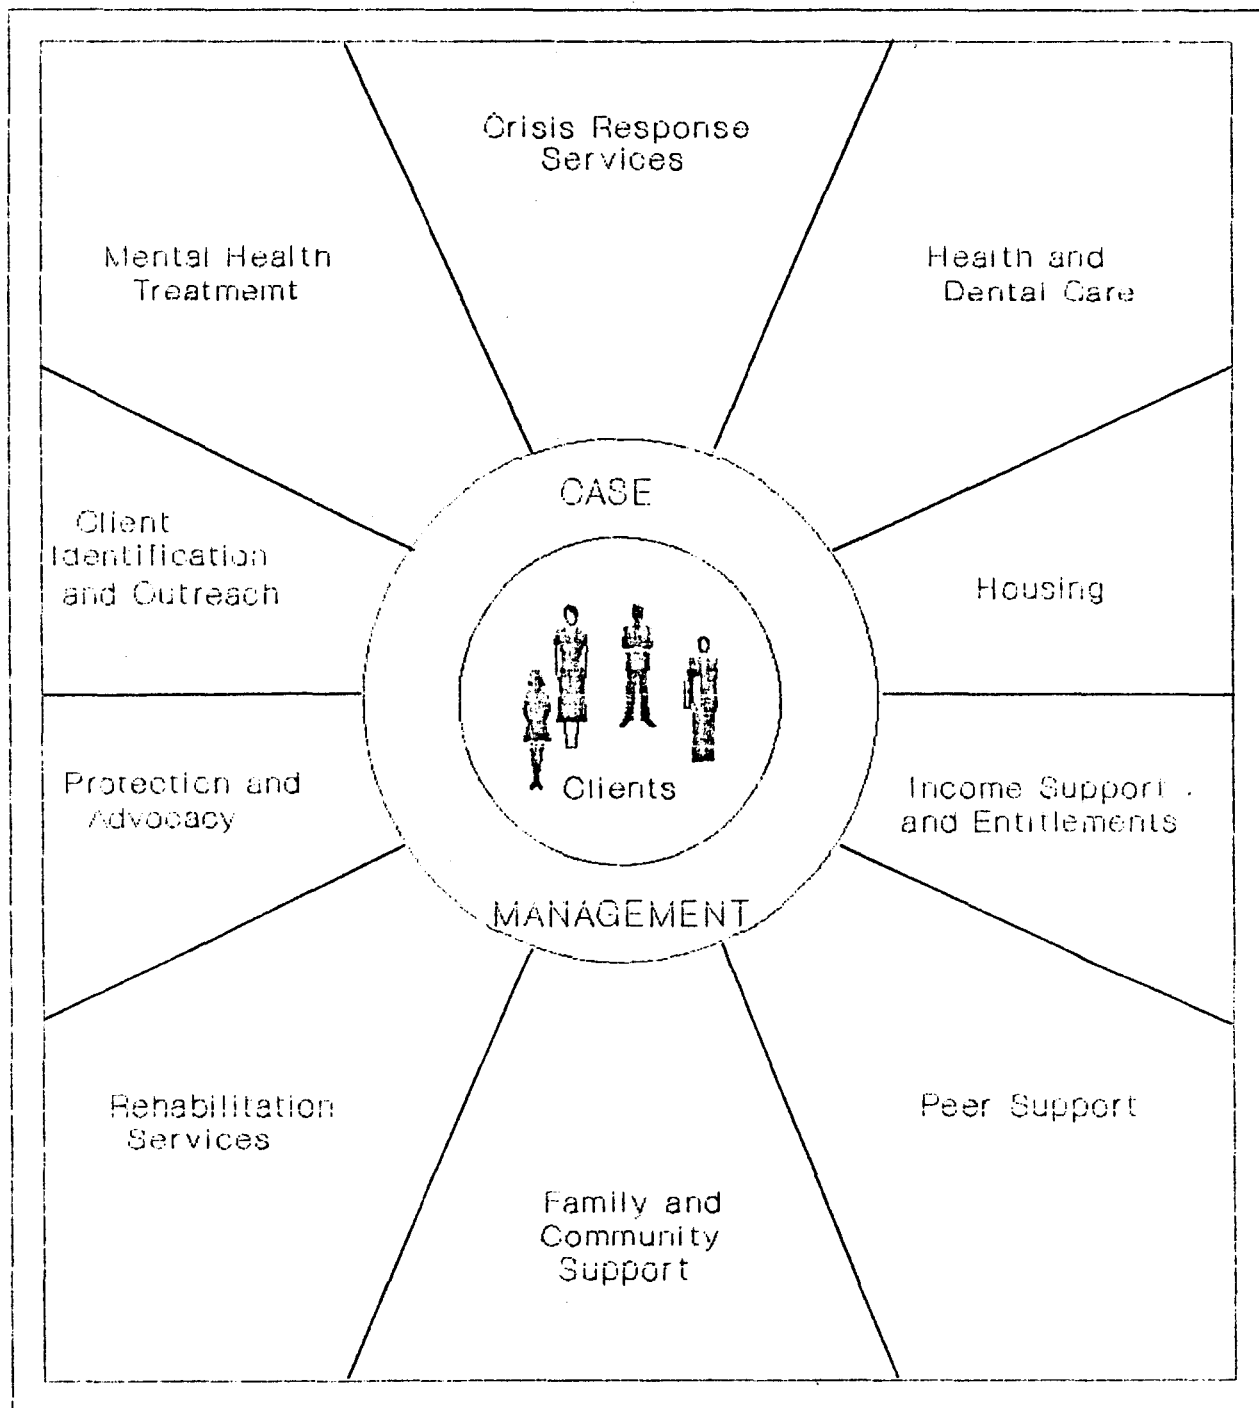 Crisis Response
Services
Mental Health
Treatmemt
Health and
Dental Care
CASE
Client
Identification
and Outreach
Housing
Clients
Protection and
Advocacy
Income Support
and Entitlements
MANAGEMENT
Rehabilitation
Services
Peer Support
Family and
Community
Support